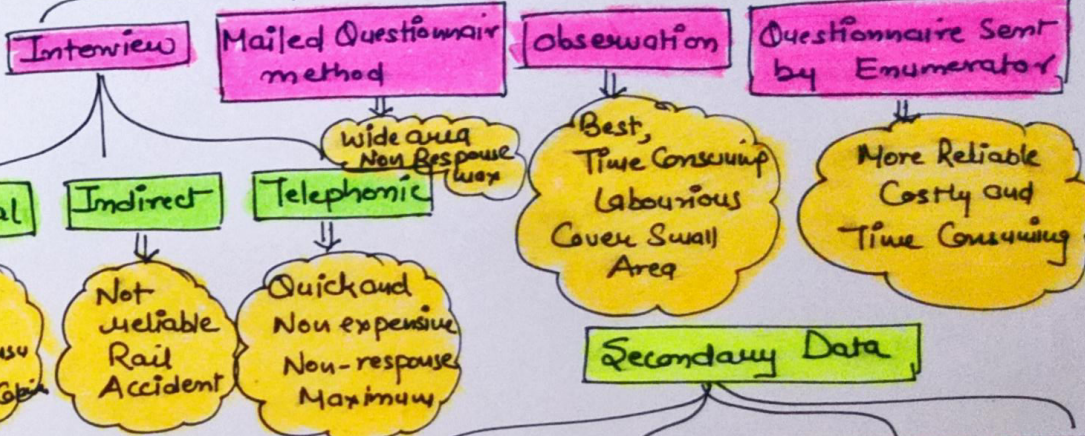 Interview
Mailed Questionnair
method
Observation
Questionnaire Sent
by Enumerator
wide area
Non Response
max
Best,
Time Consuming
Labourious
Cover Small
Area
More Reliable
Costly and
Time Consuming
al
Indirect
Telephonic
Not
reliable
Rail
Accident
Quick and
Non expensive
Non-response
Maximum
Secondary Data